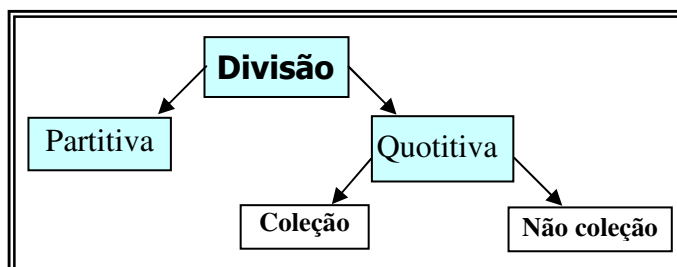 Divisão
Partitiva
Quotitiva
Coleção
Não coleção